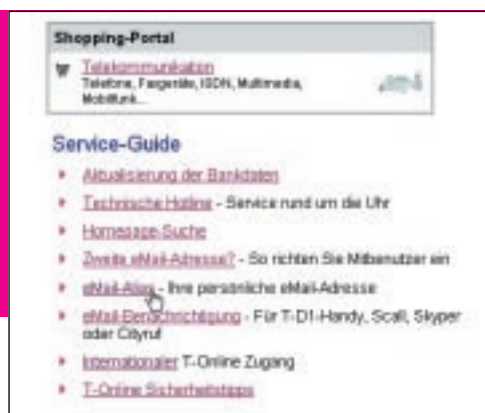 Shopping-Portal
Telekommunikation
Telefone, Faxgeräte, ISDN, Multimedia,
Mobilfunk...
Service-Guide
Aktualisierung der Bankdaten
Technische Hotline - Service rund um die Uhr
Homepage-Suche
Zweite eMail-Adresse? - So richten Sie Mitbenutzer ein
eMail-Alias - Ihre persönliche eMail-Adresse
eMail-Benachrichtigung - Für T-D1-Handy, Scall, Skyper
oder Cityruf
Internationaler T-Online Zugang
T-Online Sicherheitstipps